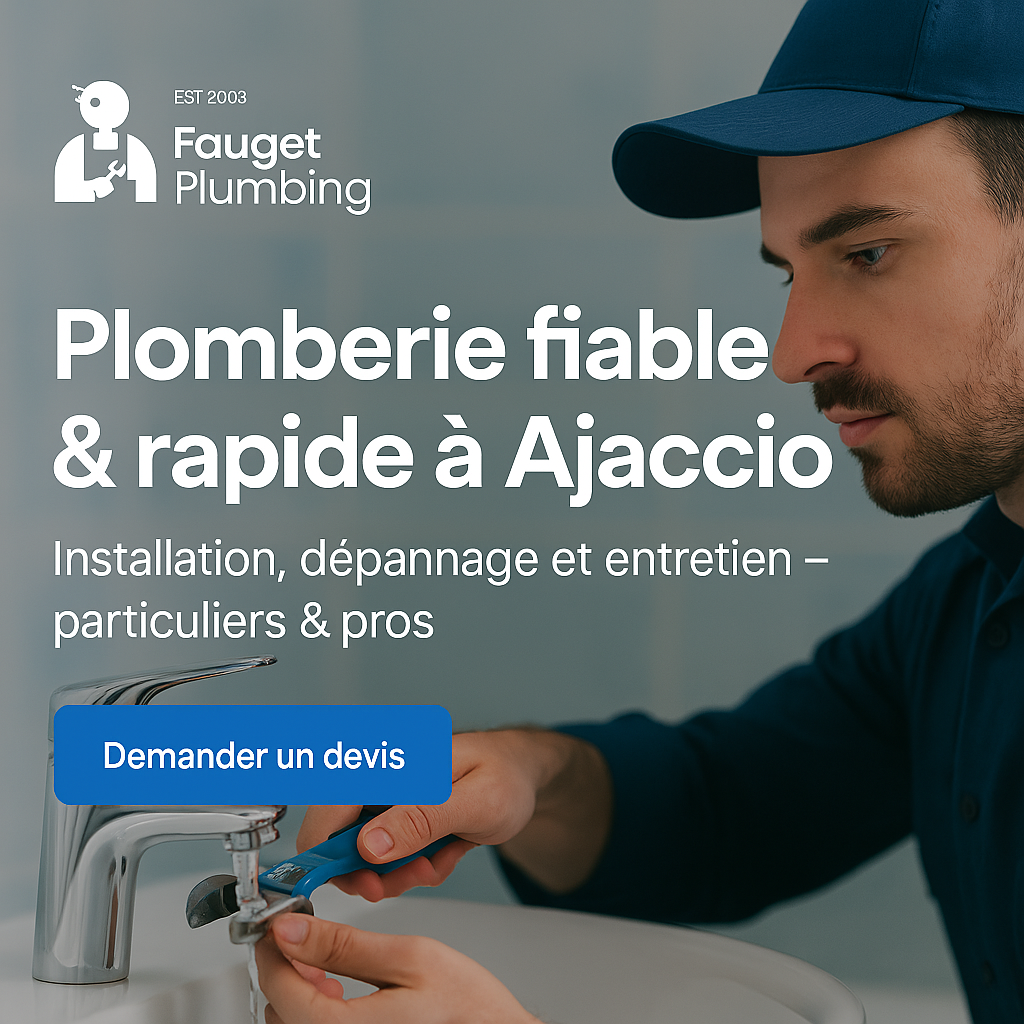 EST 2003
Fauget
Plumbing
Plomberie fiable
& rapide à Ajaccio
Installation, dépannage et entretien –
particuliers & pros
Demander un devis